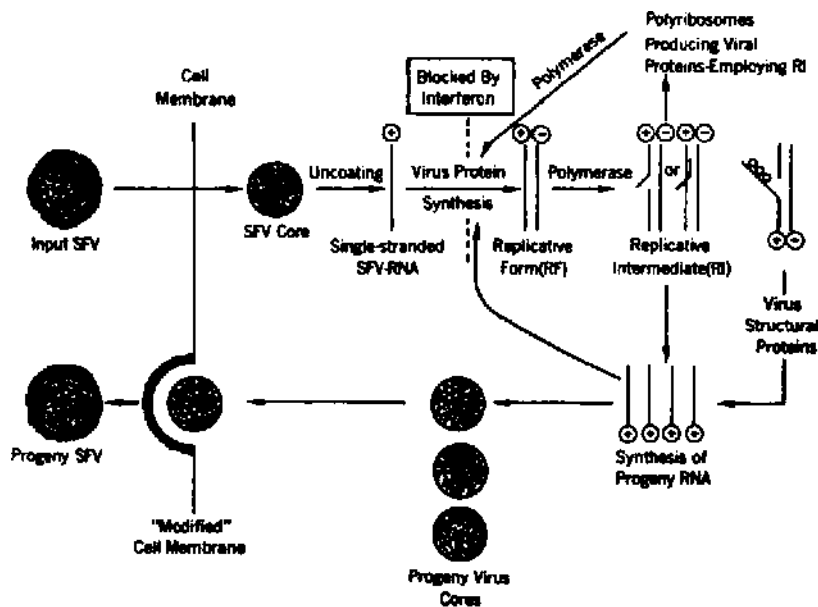 Polyribosomes
Producing Viral
Proteins-Employing RI
Polymerase
Cell
Membrane
Blocked By
Interferon
+
+ -
+ - + -
Uncoating
Virus Protein
Synthesis
Polymerase
or
Input SFV
SFV Core
Single-stranded
SFV-RNA
Replicative
Form(RF)
Replicative
Intermediate(RI)
+ +
Virus
Structural
Proteins
Progeny SFV
+ + + +
Synthesis of
Progeny RNA
"Modified"
Cell Membrane
Progeny Virus
Cores